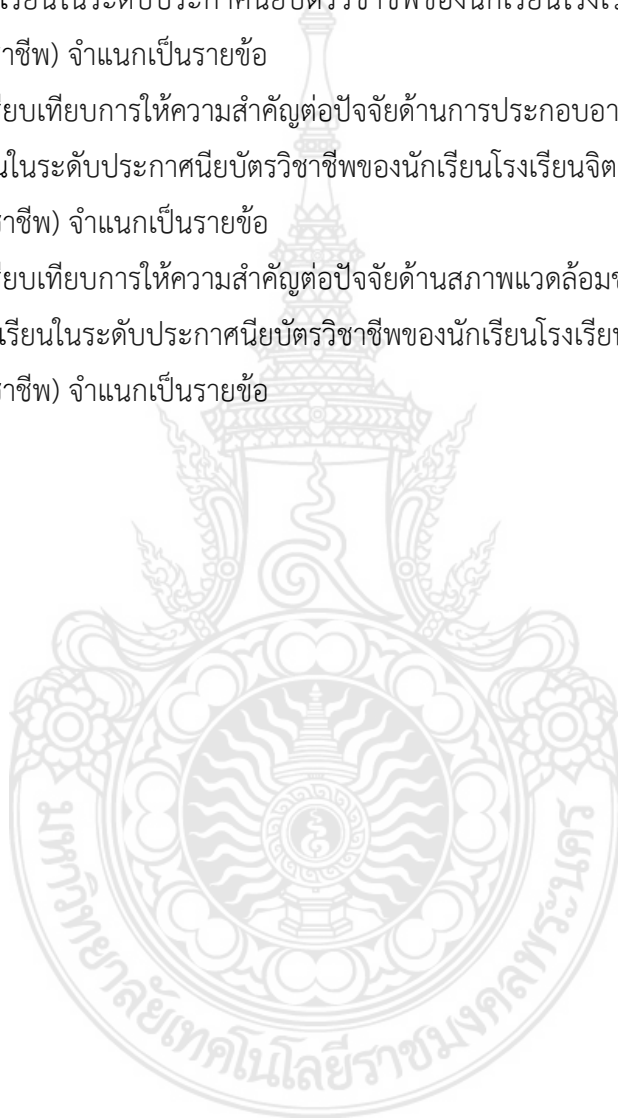 เรียนในระดับประกาศนียบัตรวิชาชีพของนักเรียนโรงเรี
าชีพ) จำแนกเป็นรายข้อ
รียบเทียบการให้ความสำคัญต่อปัจจัยด้านการประกอบอา
นในระดับประกาศนียบัตรวิชาชีพของนักเรียนโรงเรียนจิต
าชีพ) จำแนกเป็นรายข้อ
รียบเทียบการให้ความสำคัญต่อปัจจัยด้านสภาพแวดล้อมข
เรียนในระดับประกาศนียบัตรวิชาชีพของนักเรียนโรงเรีย
าชีพ) จำแนกเป็นรายข้อ
มหาวิทยาลัยเทคโนโลยีราชมงคลพระนคร